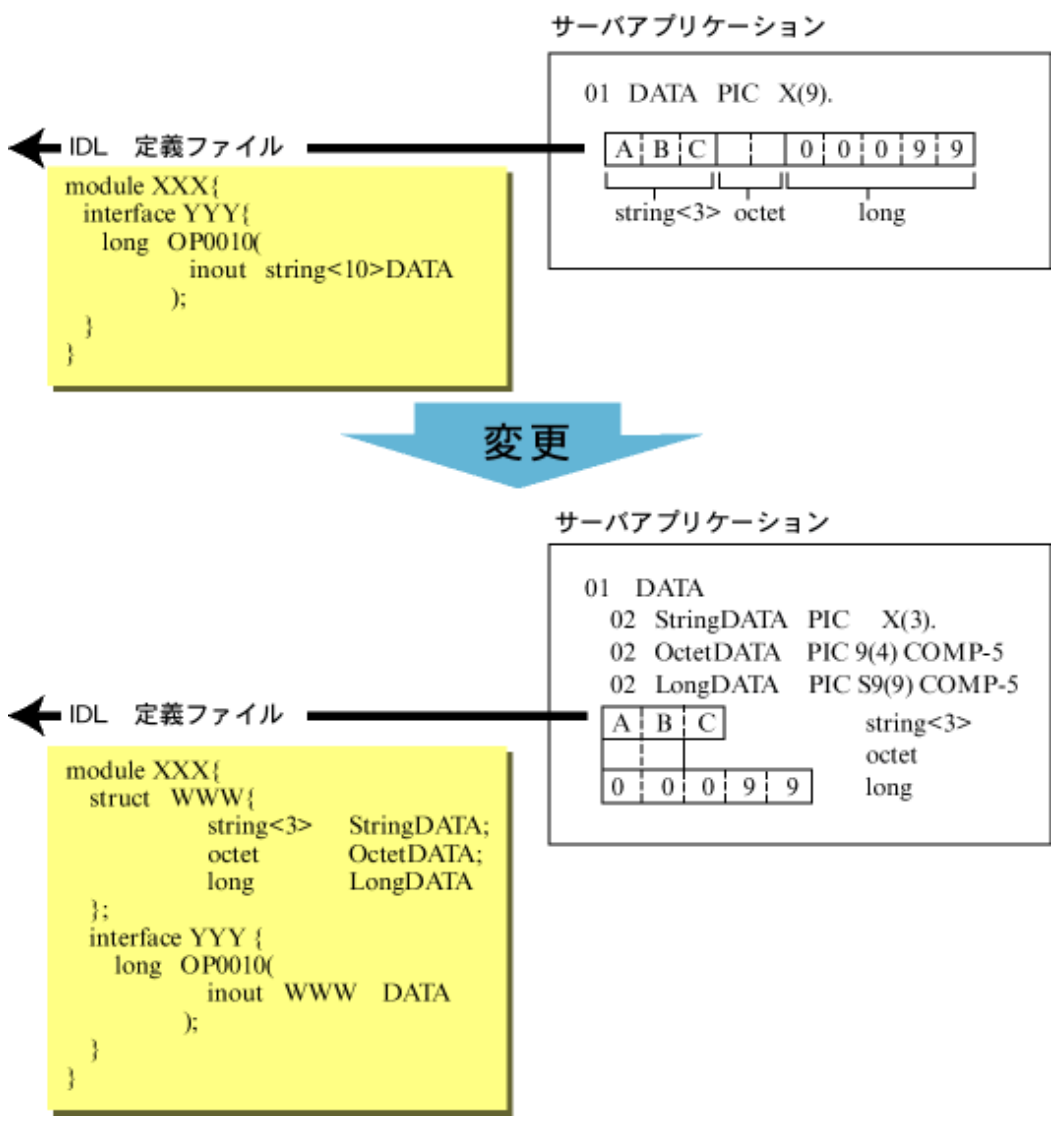 サーバアプリケーション
01 DATA PIC X(9).
IDL 定義ファイル
A B C 0 0 0 9 9
string<3> octet long
module XXX{
interface YYY{
long OP0010(
inout string<10>DATA
);
}
}
変更
サーバアプリケーション
01 DATA
02 StringDATA PIC X(3).
02 OctetDATA PIC 9(4) COMP-5
02 LongDATA PIC S9(9) COMP-5
IDL 定義ファイル
A B C string<3>
octet
0 0 0 9 9 long
module XXX{
struct WWW{
string<3> StringDATA;
octet OctetDATA;
long LongDATA
};
interface YYY {
long OP0010(
inout WWW DATA
);
}
}